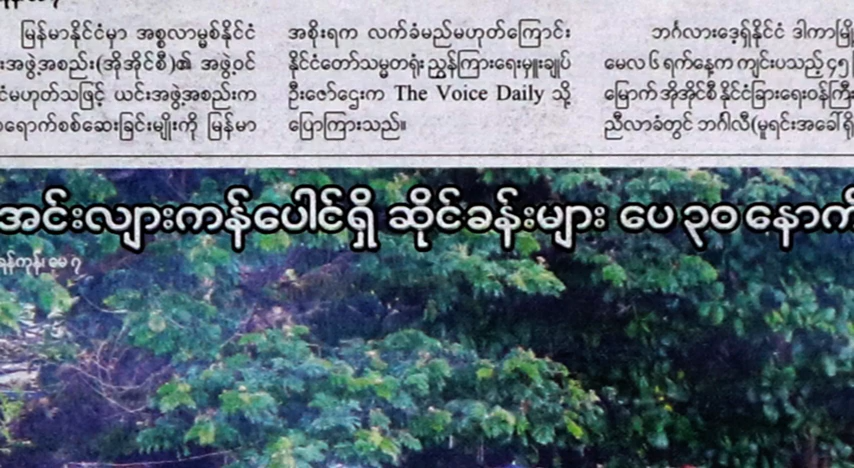 မြန်မာနိုင်ငံမှာ အစ္စလာမ္မစ်နိုင်ငံ
အဖွဲ့အစည်း(အိုအိုင်စီ)၏ အဖွဲ့ဝင်
မဟုတ်သဖြင့် ယင်းအဖွဲ့အစည်းက
ရောက်စစ်ဆေးခြင်းမျိုးကို မြန်မာ
အစိုးရက လက်ခံမည်မဟုတ်ကြောင်း
နိုင်ငံတော်သမ္မတရုံး ညွှန်ကြားရေးမှူးချုပ်
ဦးဇော်ဌေးက The Voice Daily သို့
ပြောကြားသည်။
ဘင်္ဂလားဒေ့ရှ်နိုင်ငံ ဒါကာမြို့
မေလ ၆ ရက်နေ့က ကျင်းပသည့် ၄၅
မြောက် အိုအိုင်စီ နိုင်ငံခြားရေးဝန်ကြီး
ညီလာခံတွင် ဘင်္ဂါလီ(မူရင်းအခေါ်
အင်းလျားကန်ပေါင်ရှိ ဆိုင်ခန်းများ ပေ ၃၀ နောက်
ရန်ကုန်၊ မေ ၇